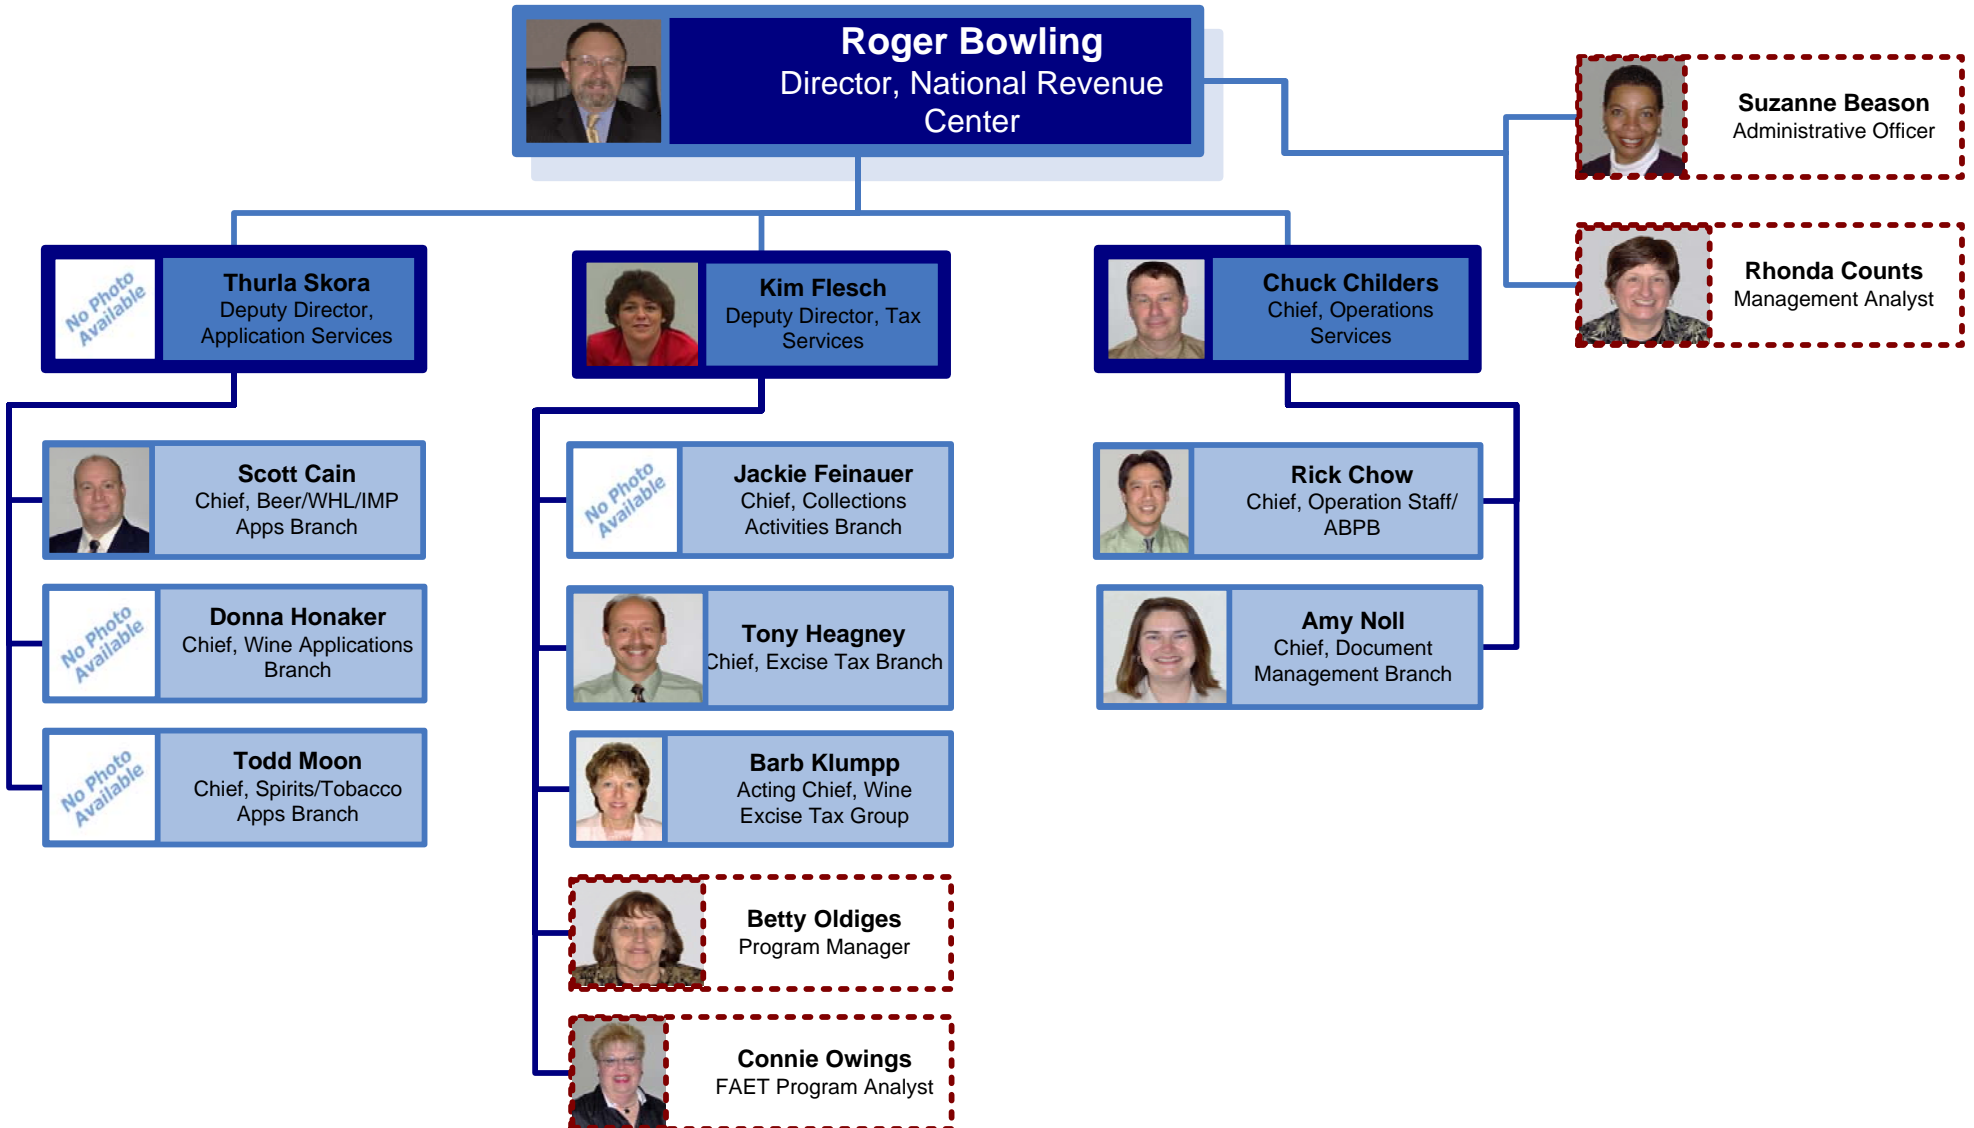 Roger Bowling
Director, National Revenue
Center
Suzanne Beason
Administrative Officer
Rhonda Counts
Management Analyst
No Photo
Available
Thurla Skora
Deputy Director,
Application Services
Kim Flesch
Deputy Director, Tax
Services
Chuck Childers
Chief, Operations
Services
Scott Cain
Chief, Beer/WHL/IMP
Apps Branch
No Photo
Available
Donna Honaker
Chief, Wine Applications
Branch
No Photo
Available
Todd Moon
Chief, Spirits/Tobacco
Apps Branch
No Photo
Available
Jackie Feinauer
Chief, Collections
Activities Branch
Tony Heagney
Chief, Excise Tax Branch
Barb Klumpp
Acting Chief, Wine
Excise Tax Group
Betty Oldiges
Program Manager
Connie Owings
FAET Program Analyst
Rick Chow
Chief, Operation Staff/
ABPB
Amy Noll
Chief, Document
Management Branch